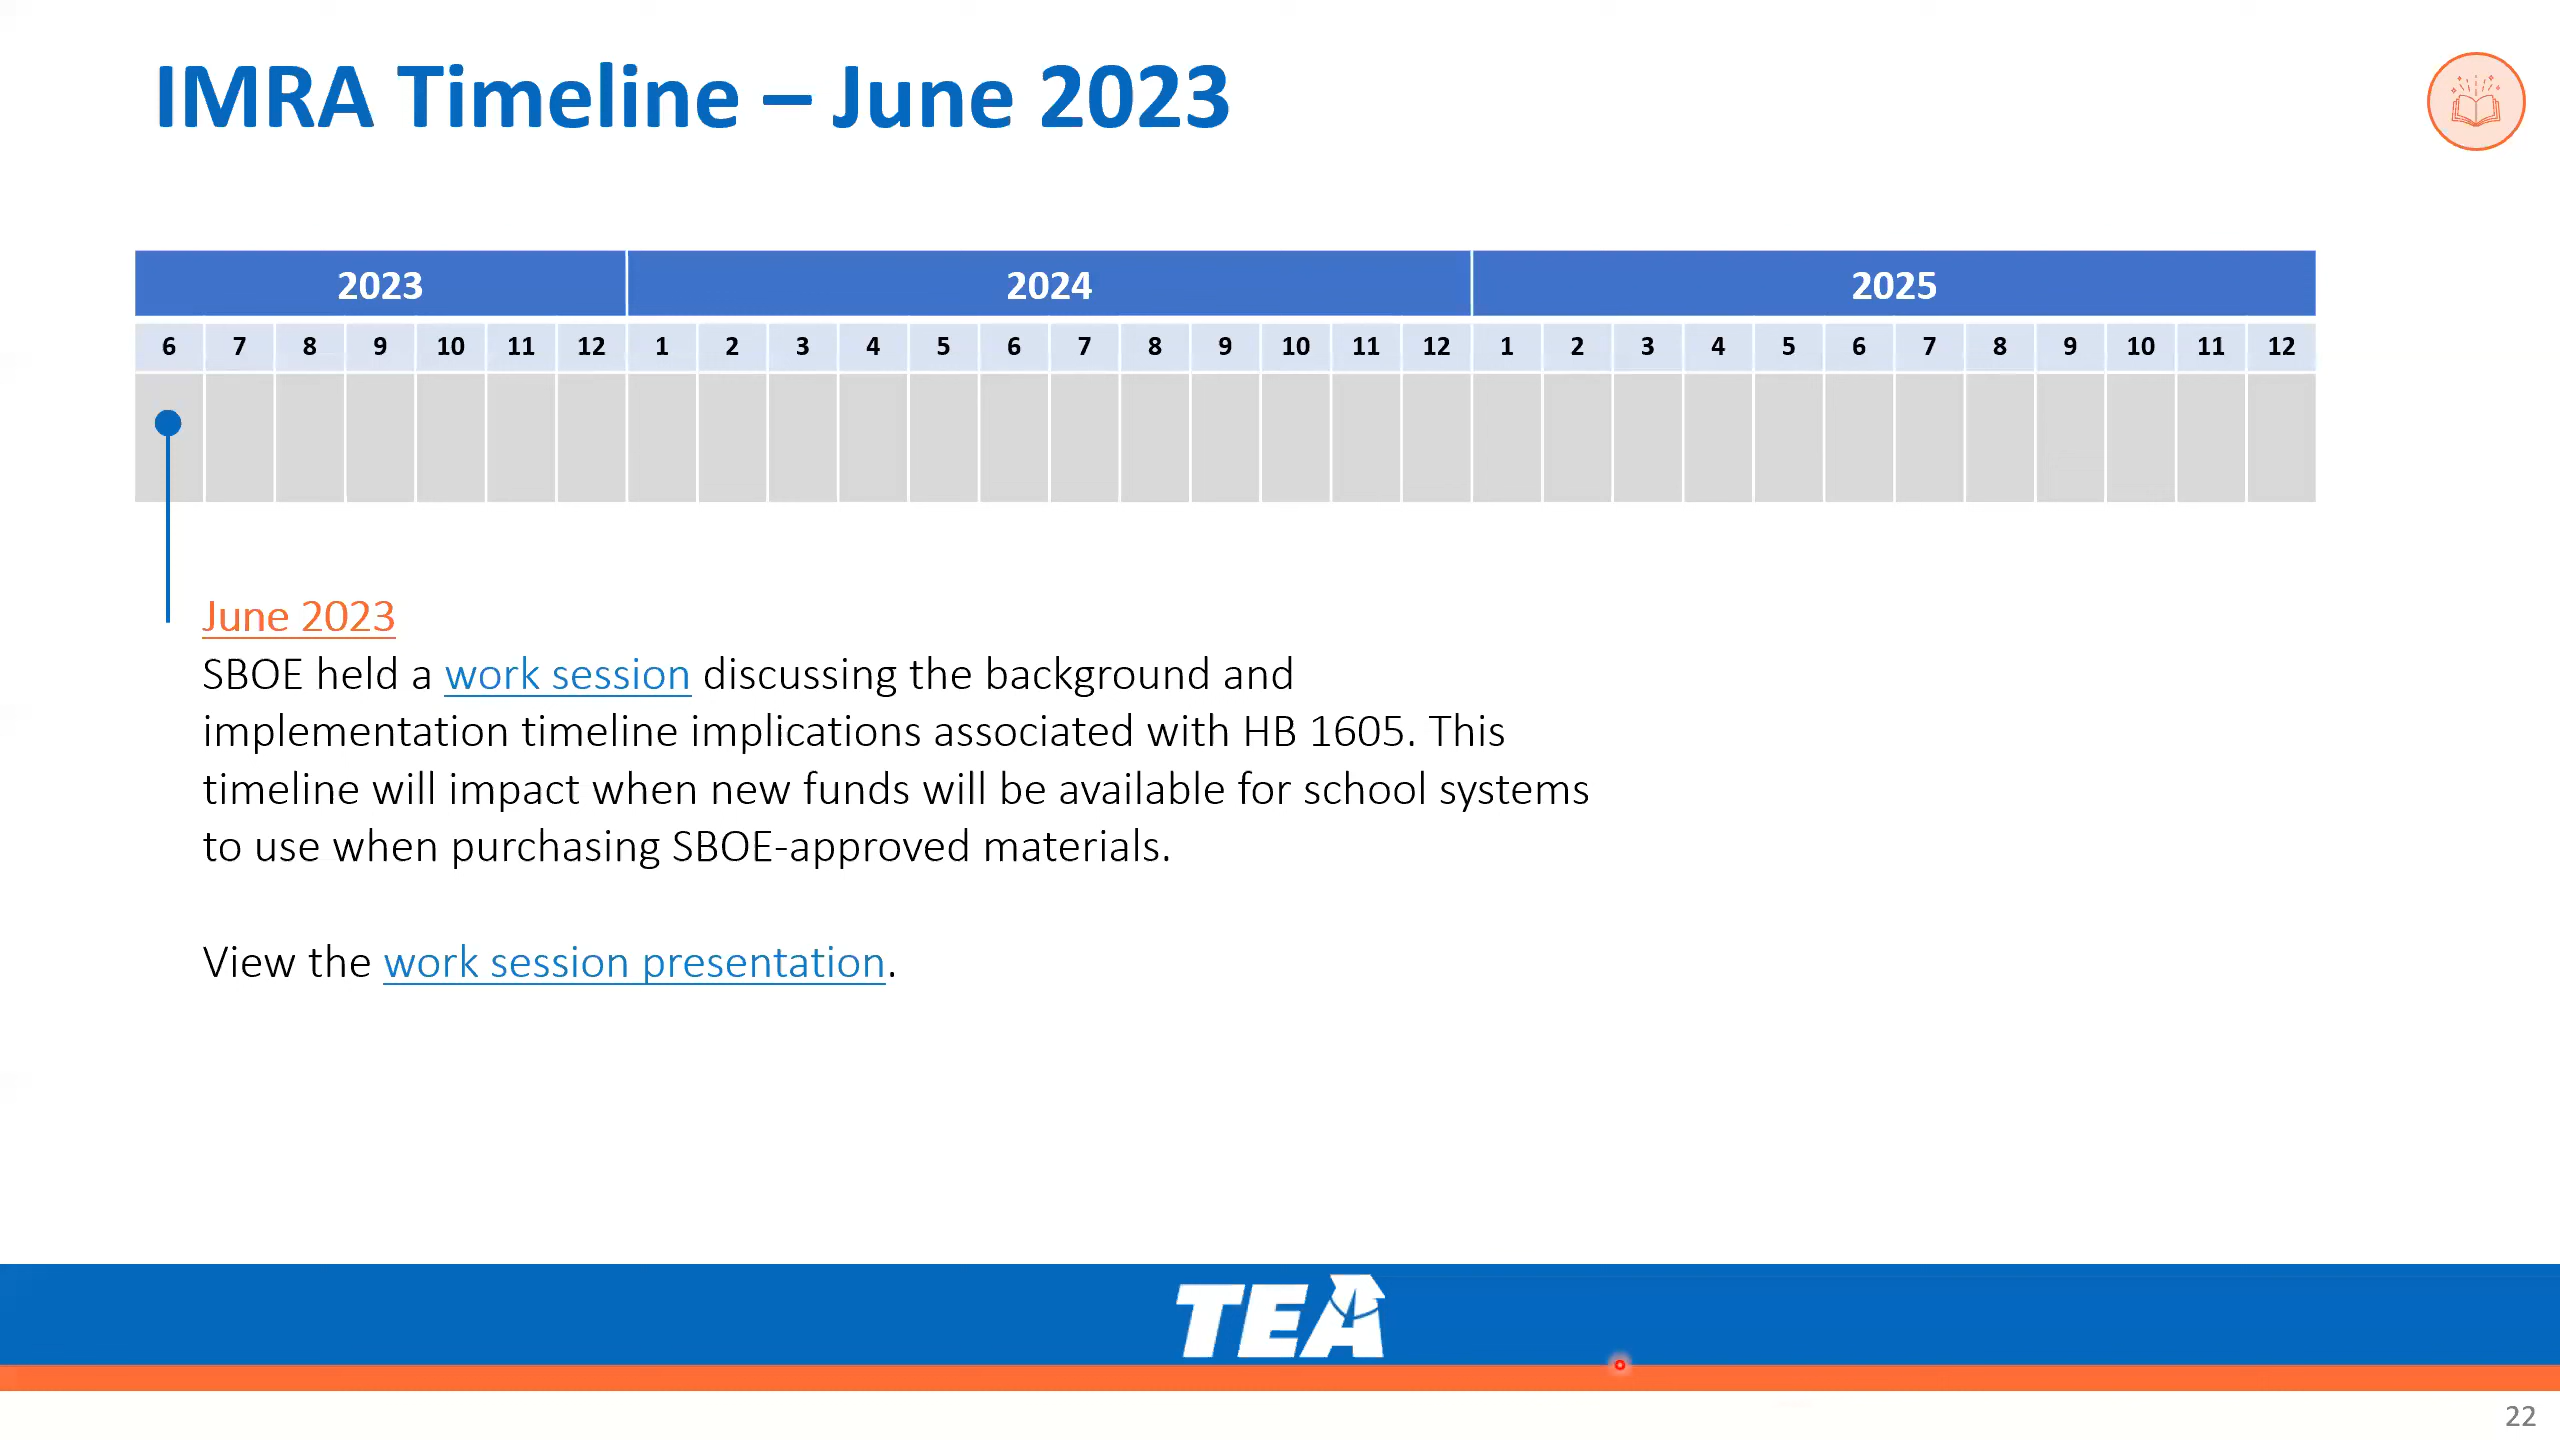 IMRA Timeline – June 2023
2023 2024 2025
6 7 8 9 10 11 12 1 2 3 4 5 6 7 8 9 10 11 12 1 2 3 4 5 6 7 8 9 10 11 12
June 2023
SBOE held a work session discussing the background and
implementation timeline implications associated with HB 1605. This
timeline will impact when new funds will be available for school systems
to use when purchasing SBOE-approved materials.
View the work session presentation.
TEA
22